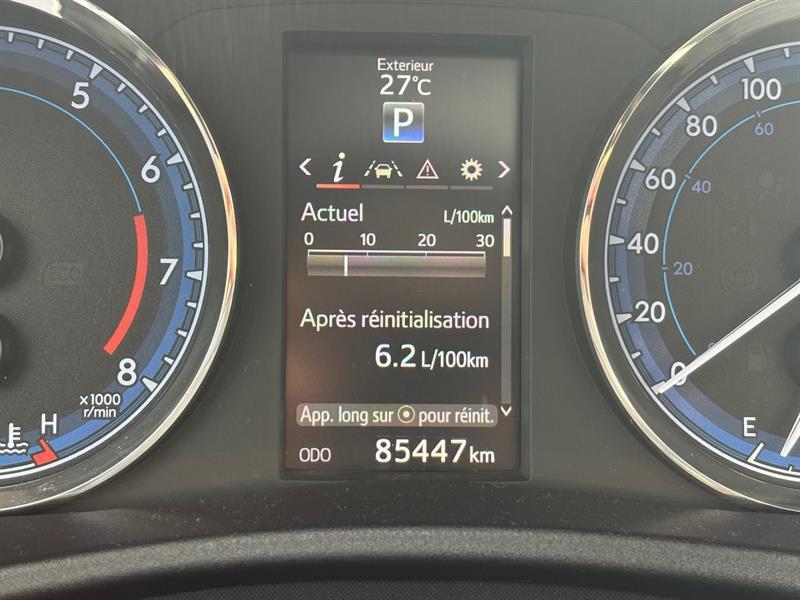 Exterieur
27°C
P
i
Actuel L/100km
0 10 20 30
Après réinitialisation
6.2 L/100km
App. long sur ⦿ pour réinit.
ODO 85447 km
5
6
7
8
x1000
r/min
H
ECO
100
80
60
60
40
40
20
20
0
E